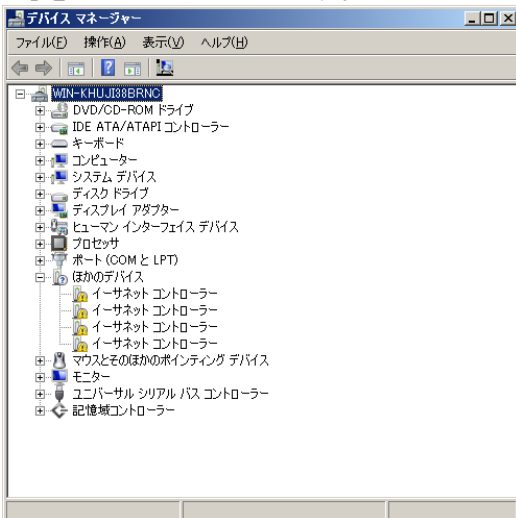 デバイス マネージャー
ファイル(F) 操作(A) 表示(V) ヘルプ(H)
WIN-KHUJI38BRNC
DVD/CD-ROM ドライブ
IDE ATA/ATAPI コントローラー
キーボード
コンピューター
システム デバイス
ディスク ドライブ
ディスプレイ アダプター
ヒューマン インターフェイス デバイス
プロセッサ
ポート (COM と LPT)
ほかのデバイス
イーサネット コントローラー
イーサネット コントローラー
イーサネット コントローラー
イーサネット コントローラー
マウスとそのほかのポインティング デバイス
モニター
ユニバーサル シリアル バス コントローラー
記憶域コントローラー